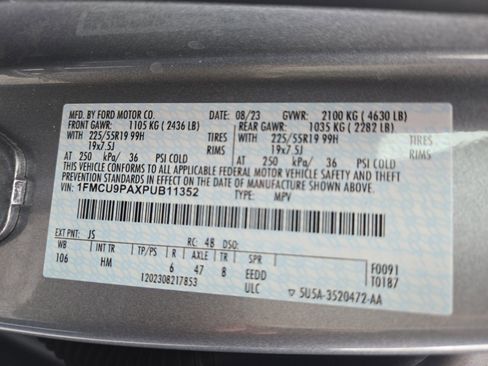 MFD. BY FORD MOTOR CO. DATE: 08/23 GVWR: 2100 KG (4630 LB)
FRONT GAWR: 1105 KG (2436 LB) REAR GAWR: 1035 KG (2282 LB)
WITH 225/55R19 99H TIRES WITH 225/55R19 99H TIRES
19x7.5J RIMS 19x7.5J RIMS
AT 250 kPa/ 36 PSI COLD AT 250 kPa/ 36 PSI COLD
THIS VEHICLE CONFORMS TO ALL APPLICABLE FEDERAL MOTOR VEHICLE SAFETY AND THEFT
PREVENTION STANDARDS IN EFFECT ON THE DATE OF MANUFACTURE SHOWN ABOVE.
VIN: 1FMCU9PAXPUB11352 TYPE: MPV
EXT PNT: JS RC: 48 DSO:
WB INT TR TP/PS R AXLE TR SPR
106 HM 6 47 8 EEDD F0091
1202308217853 ULC T0187
5U5A-3520472-AA